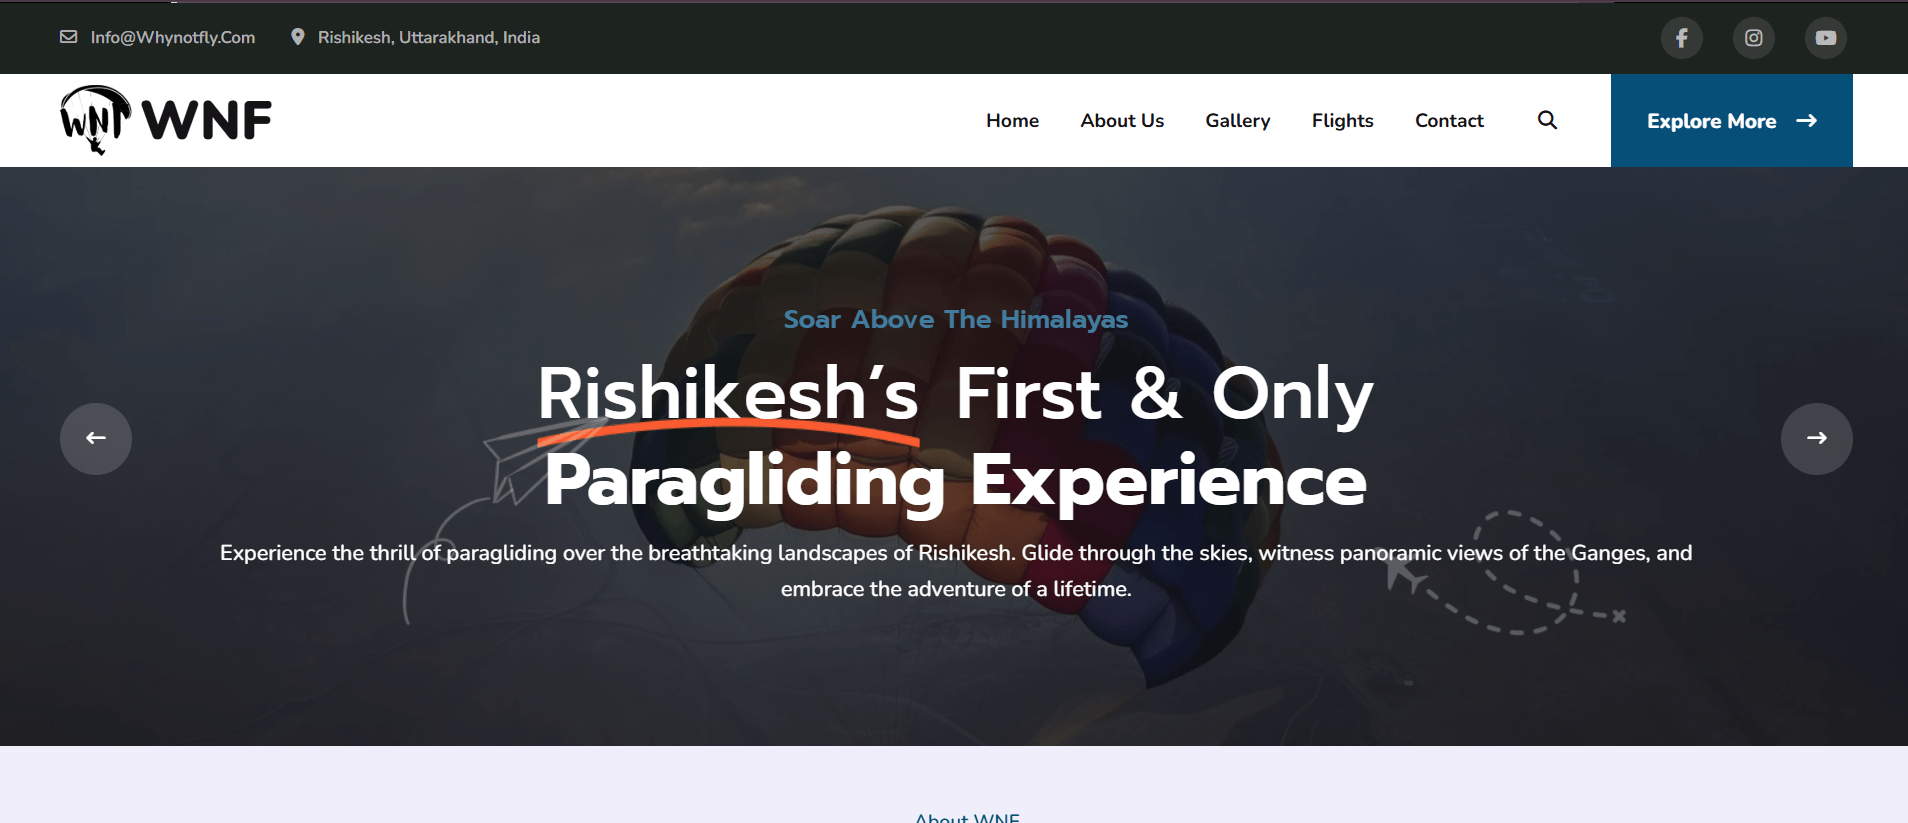 Info@Whynotfly.Com
Rishikesh, Uttarakhand, India
WNF WNF
Home About Us Gallery Flights Contact
Explore More
Soar Above The Himalayas
Rishikesh's First & Only
Paragliding Experience
Experience the thrill of paragliding over the breathtaking landscapes of Rishikesh. Glide through the skies, witness panoramic views of the Ganges, and
embrace the adventure of a lifetime.
About WNF